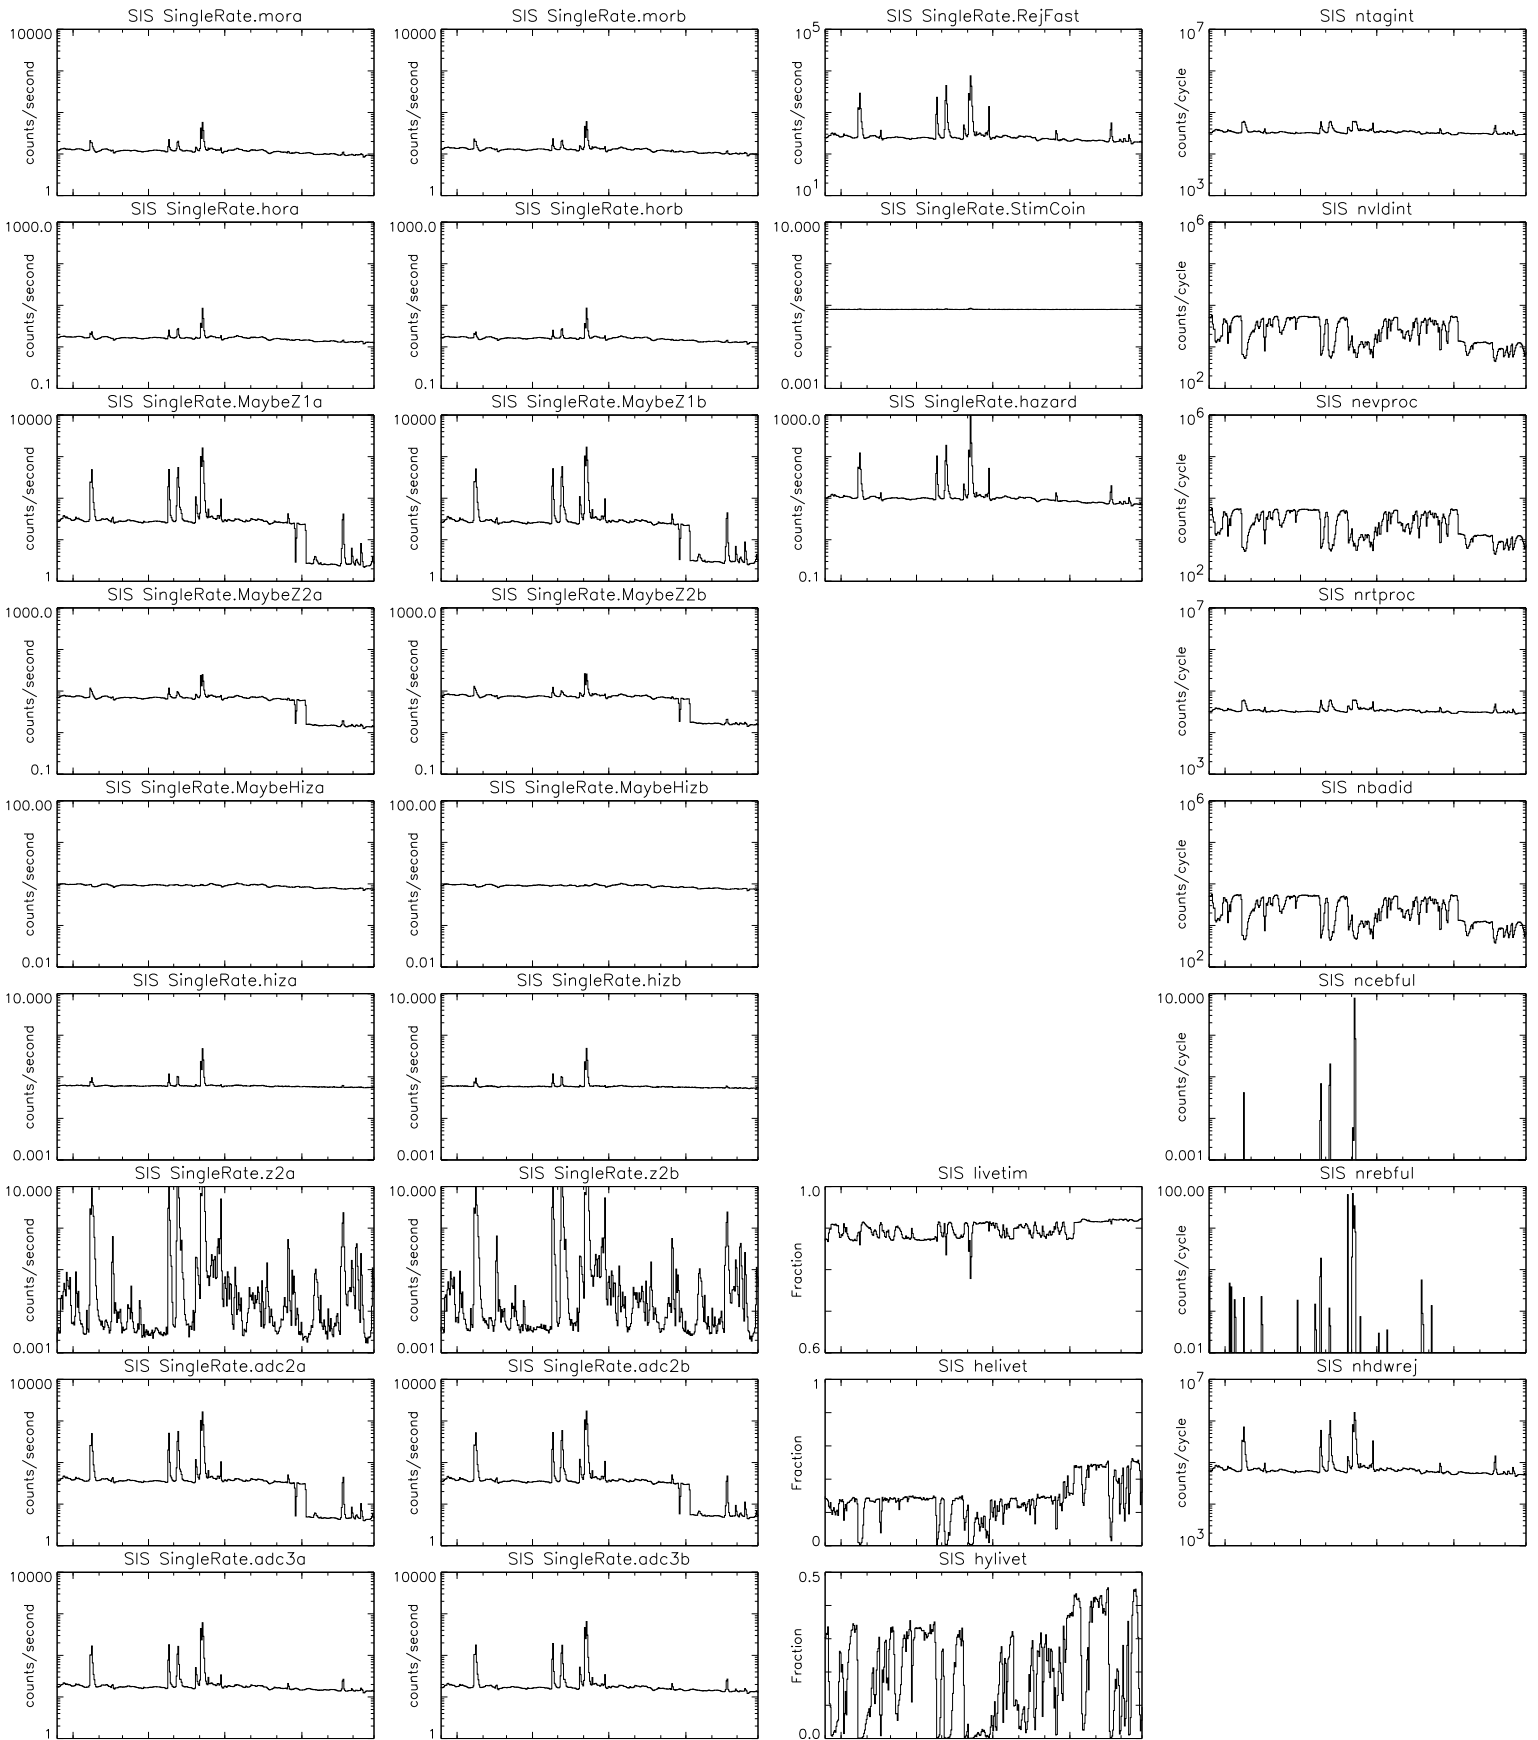 SIS SingleRate.mora
10000
counts/second
1
SIS SingleRate.morb
10000
counts/second
1
SIS SingleRate.RejFast
10^5
counts/second
10^1
SIS ntagint
10^7
counts/cycle
10^3
SIS SingleRate.hora
1000.0
counts/second
0.1
SIS SingleRate.horb
1000.0
counts/second
0.1
SIS SingleRate.StimCoin
10.000
counts/second
0.001
SIS nvldint
10^6
counts/cycle
10^2
SIS SingleRate.MaybeZ1a
10000
counts/second
1
SIS SingleRate.MaybeZ1b
10000
counts/second
1
SIS SingleRate.hazard
1000.0
counts/second
0.1
SIS nevproc
10^6
counts/cycle
10^2
SIS SingleRate.MaybeZ2a
1000.0
counts/second
0.1
SIS SingleRate.MaybeZ2b
1000.0
counts/second
0.1
SIS nrtproc
10^7
counts/cycle
10^3
SIS SingleRate.MaybeHiza
100.00
counts/second
0.01
SIS SingleRate.MaybeHizb
100.00
counts/second
0.01
SIS nbadid
10^6
counts/cycle
10^2
SIS SingleRate.hiza
10.000
counts/second
0.001
SIS SingleRate.hizb
10.000
counts/second
0.001
SIS ncebful
10.000
counts/cycle
0.001
SIS SingleRate.z2a
10.000
counts/second
0.001
SIS SingleRate.z2b
10.000
counts/second
0.001
SIS livetim
1.0
Fraction
0.6
SIS nrebful
100.00
counts/cycle
0.01
SIS SingleRate.adc2a
10000
counts/second
1
SIS SingleRate.adc2b
10000
counts/second
1
SIS helivet
1
Fraction
0
SIS nhdwrej
10^7
counts/cycle
10^3
SIS SingleRate.adc3a
10000
counts/second
1
SIS SingleRate.adc3b
10000
counts/second
1
SIS hylivet
0.5
Fraction
0.0